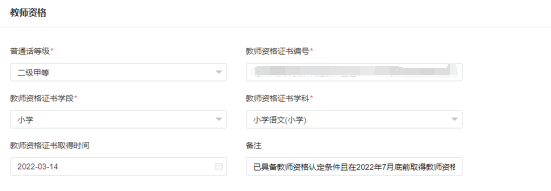 教师资格
普通话等级* 教师资格证书编号*
二级甲等
教师资格证书学段* 教师资格证书学科*
小学 小学语文(小学)
教师资格证书取得时间 备注
2022-03-14 已具备教师资格认定条件且在2022年7月底前取得教师资格